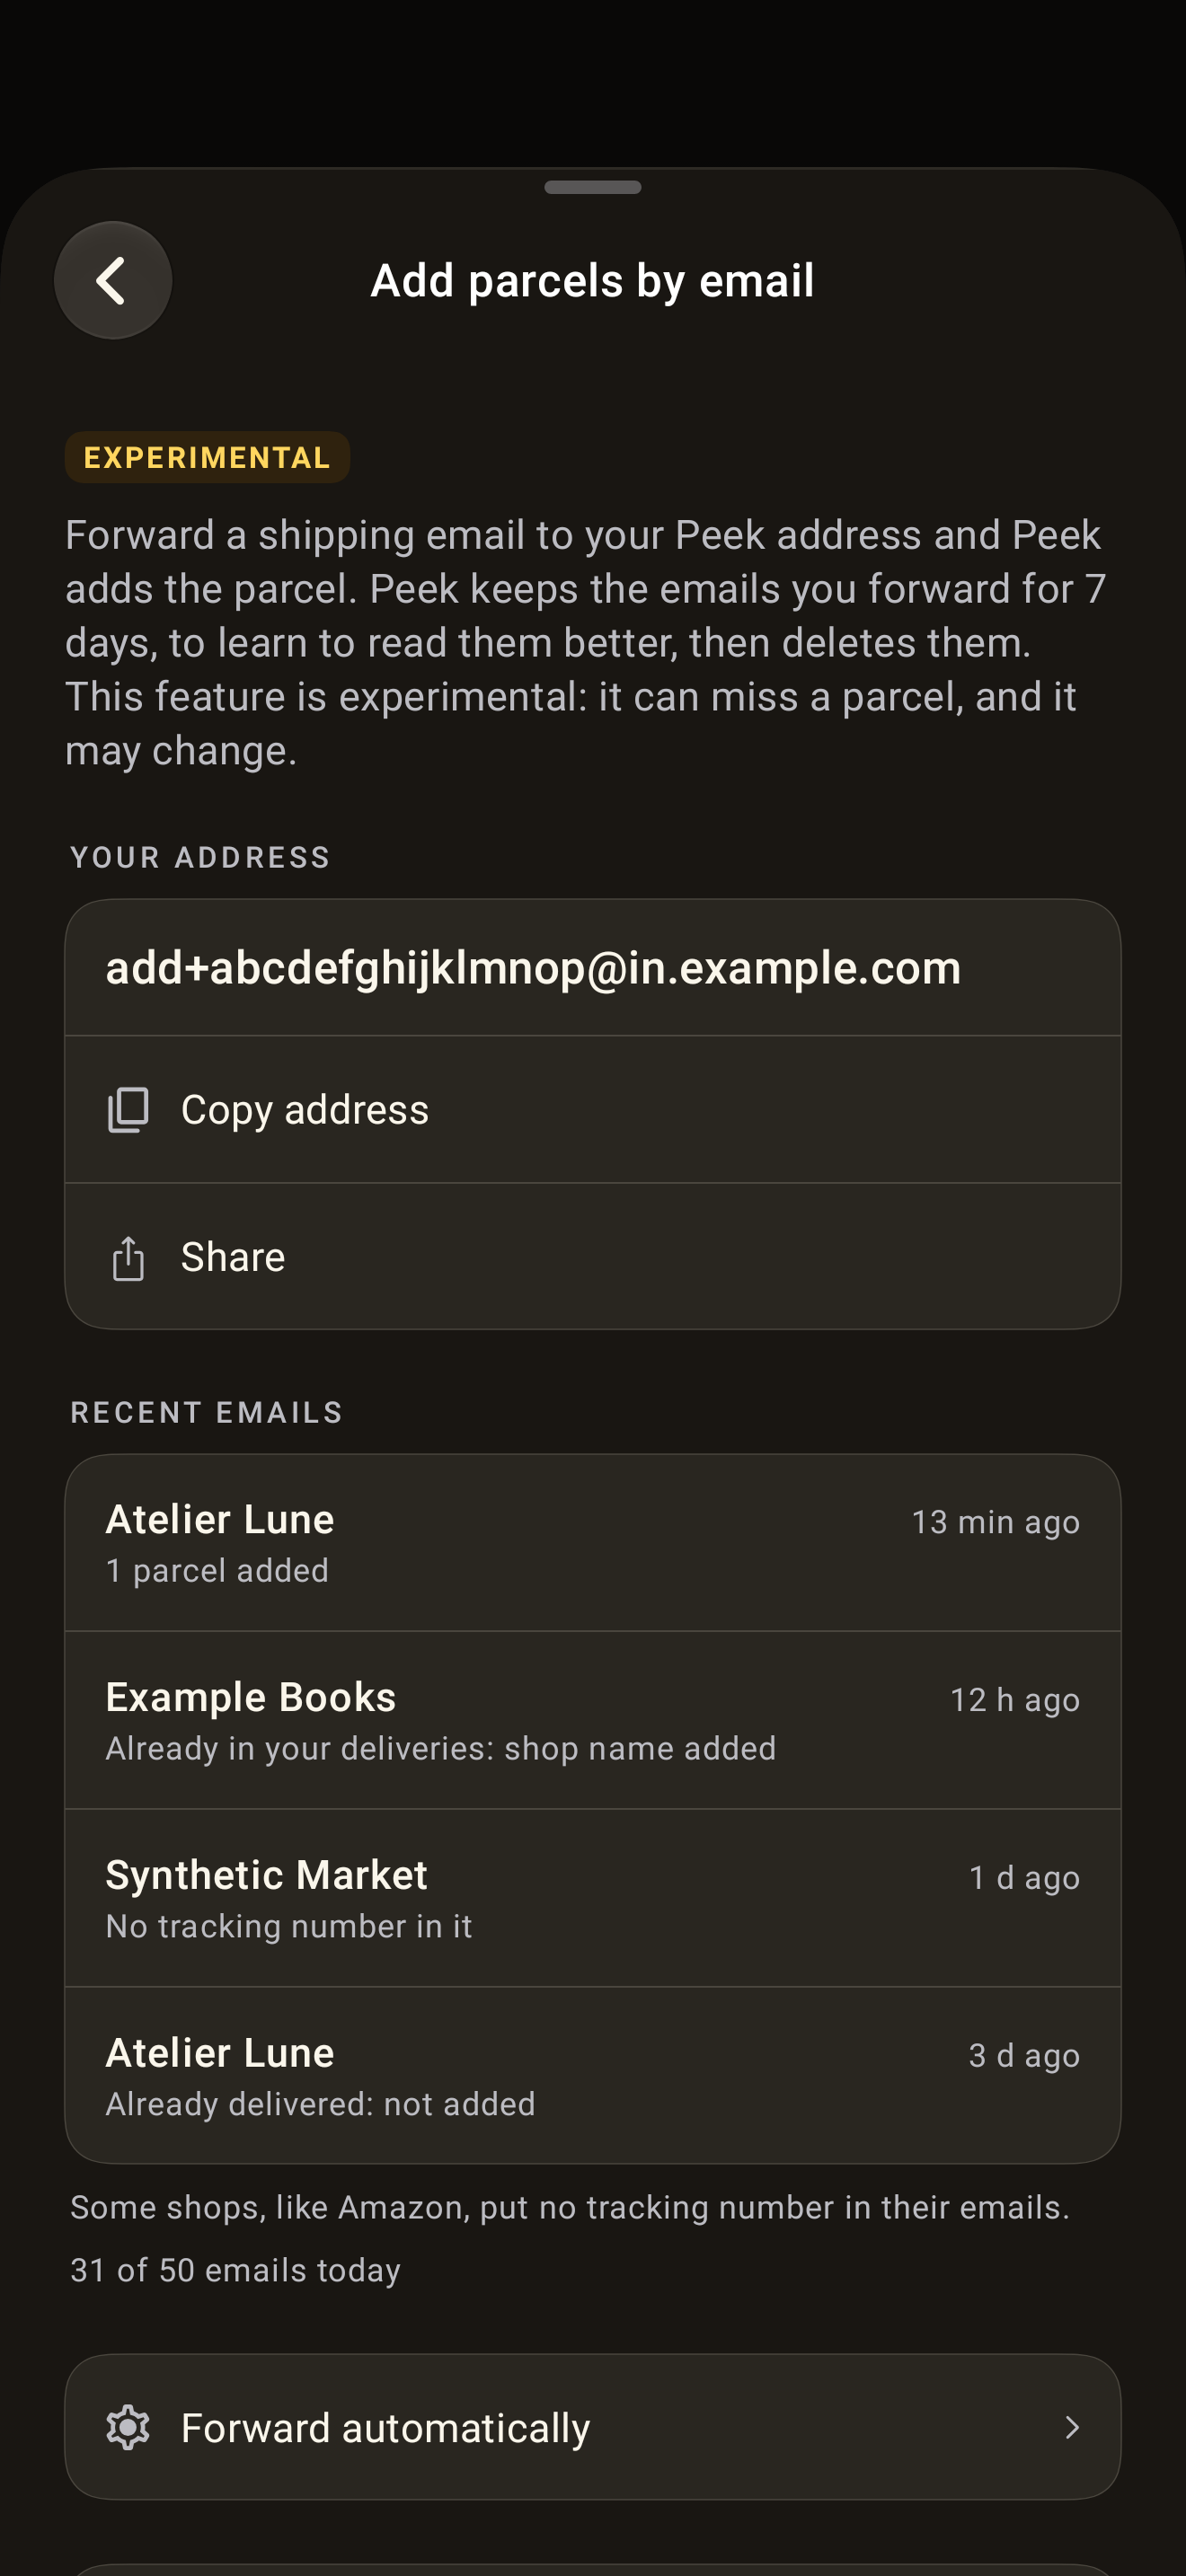 Add parcels by email
EXPERIMENTAL
Forward a shipping email to your Peek address and Peek
adds the parcel. Peek keeps the emails you forward for 7
days, to learn to read them better, then deletes them.
This feature is experimental: it can miss a parcel, and it
may change.
YOUR ADDRESS
add+abcdefghijklmnop@in.example.com
Copy address
Share
RECENT EMAILS
Atelier Lune
13 min ago
1 parcel added
Example Books
12 h ago
Already in your deliveries: shop name added
Synthetic Market
1 d ago
No tracking number in it
Atelier Lune
3 d ago
Already delivered: not added
Some shops, like Amazon, put no tracking number in their emails.
31 of 50 emails today
Forward automatically